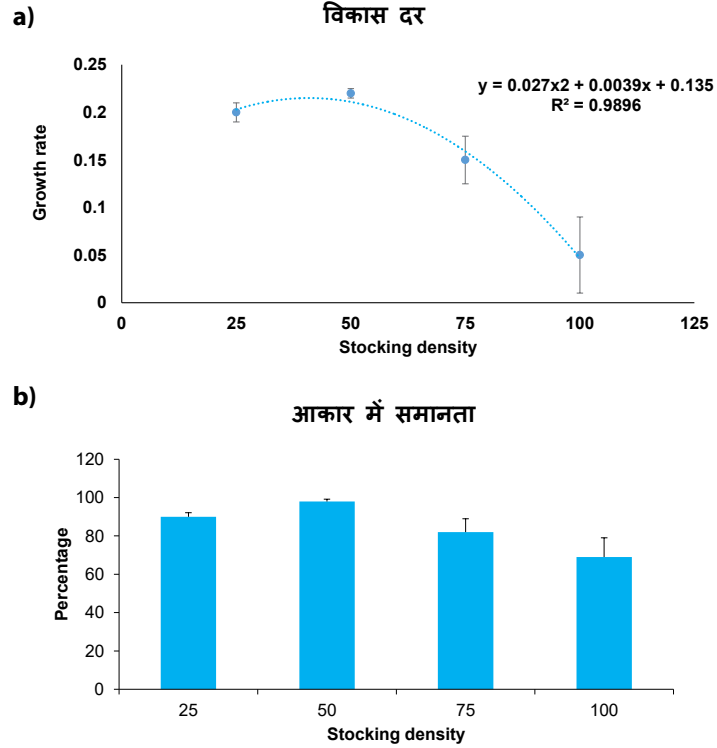 a)
विकास दर
0.25
0.2
0.15
0.1
0.05
0
y = 0.027x2 + 0.0039x + 0.135
R² = 0.9896
Growth rate
0 25 50 75 100 125
Stocking density
b)
आकार में समानता
120
100
80
60
40
20
0
Percentage
25 50 75 100
Stocking density